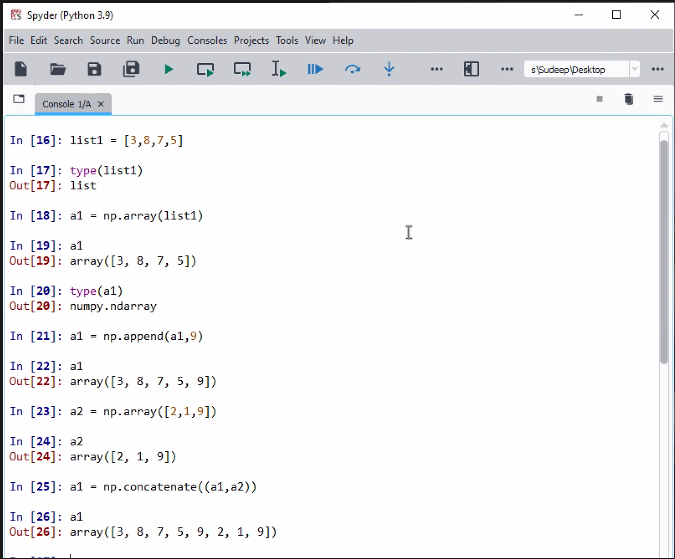 Spyder (Python 3.9)
File Edit Search Source Run Debug Consoles Projects Tools View Help
s\Sudeep\Desktop
Console 1/A
In [16]: list1 = [3,8,7,5]
In [17]: type(list1)
Out[17]: list
In [18]: a1 = np.array(list1)
In [19]: a1
Out[19]: array([3, 8, 7, 5])
In [20]: type(a1)
Out[20]: numpy.ndarray
In [21]: a1 = np.append(a1,9)
In [22]: a1
Out[22]: array([3, 8, 7, 5, 9])
In [23]: a2 = np.array([2,1,9])
In [24]: a2
Out[24]: array([2, 1, 9])
In [25]: a1 = np.concatenate((a1,a2))
In [26]: a1
Out[26]: array([3, 8, 7, 5, 9, 2, 1, 9])